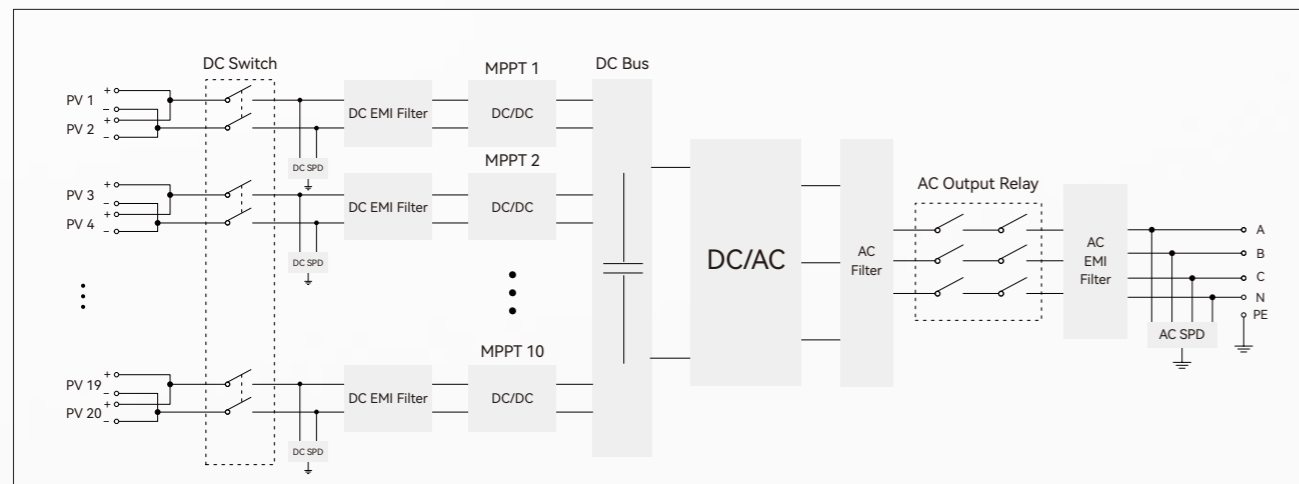 DC Switch
MPPT 1
DC Bus
PV 1
+
–
PV 2
+
–
DC EMI Filter
DC/DC
DC SPD
MPPT 2
PV 3
+
–
PV 4
+
–
DC EMI Filter
DC/DC
DC SPD
DC/AC
AC
Filter
AC Output Relay
AC
EMI
Filter
A
B
C
N
PE
AC SPD
MPPT 10
PV 19
+
–
PV 20
+
–
DC EMI Filter
DC/DC
DC SPD